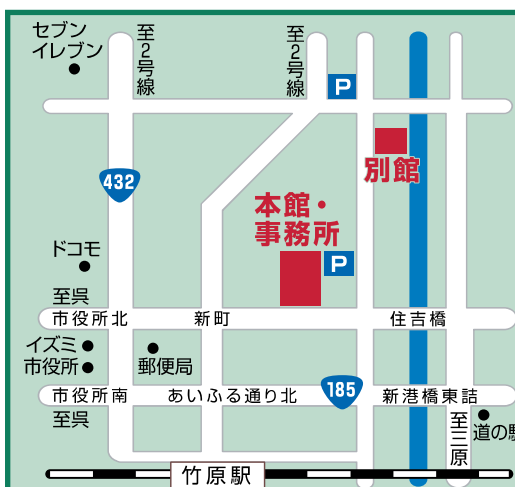 セブン
イレブン
至2号線
至2号線
P
別館
432
本館・
事務所
P
ドコモ
至呉
市役所北
新町
住吉橋
イズミ
市役所
郵便局
185
市役所南
あいふる通り北
新港橋東詰
至呉
至三原
道の駅
竹原駅